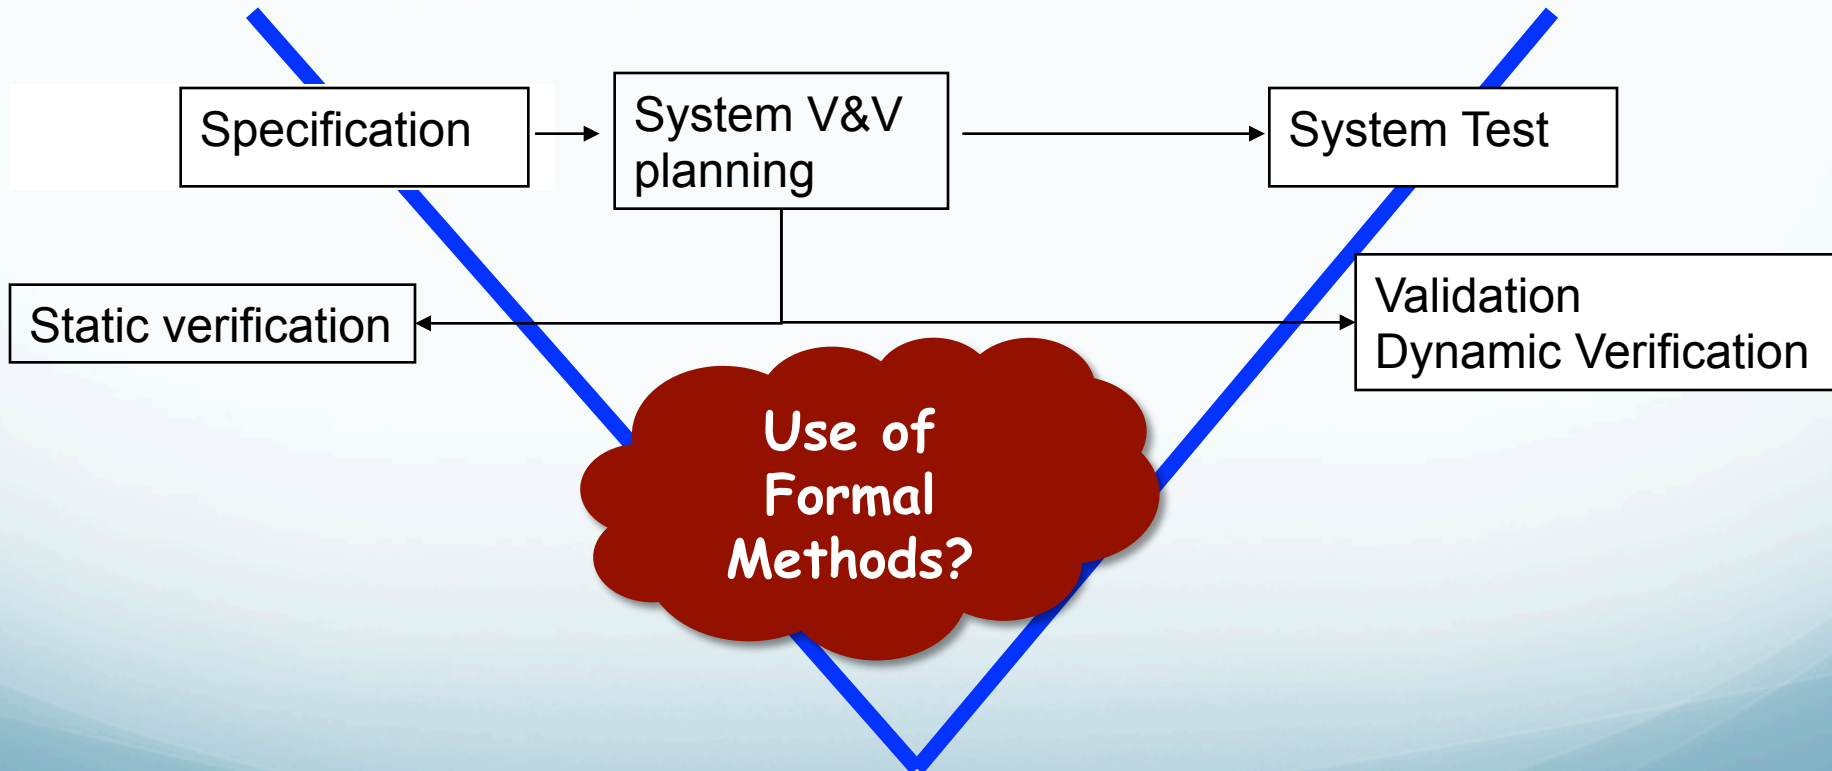 Specification
System V&V
planning
System Test
Static verification
Validation
Dynamic Verification
Use of
Formal
Methods?